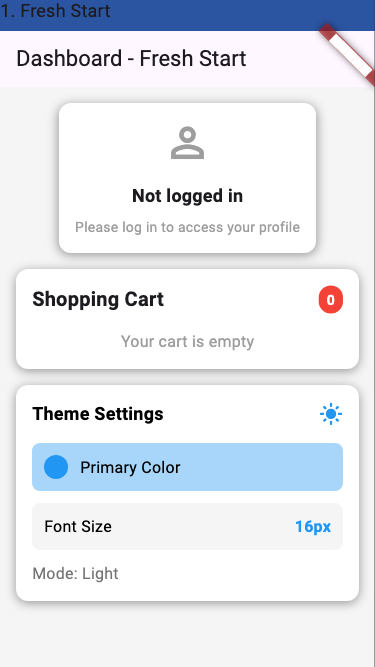 1. Fresh Start
Dashboard - Fresh Start
Not logged in
Please log in to access your profile
Shopping Cart
0
Your cart is empty
Theme Settings
Primary Color
Font Size
16px
Mode: Light